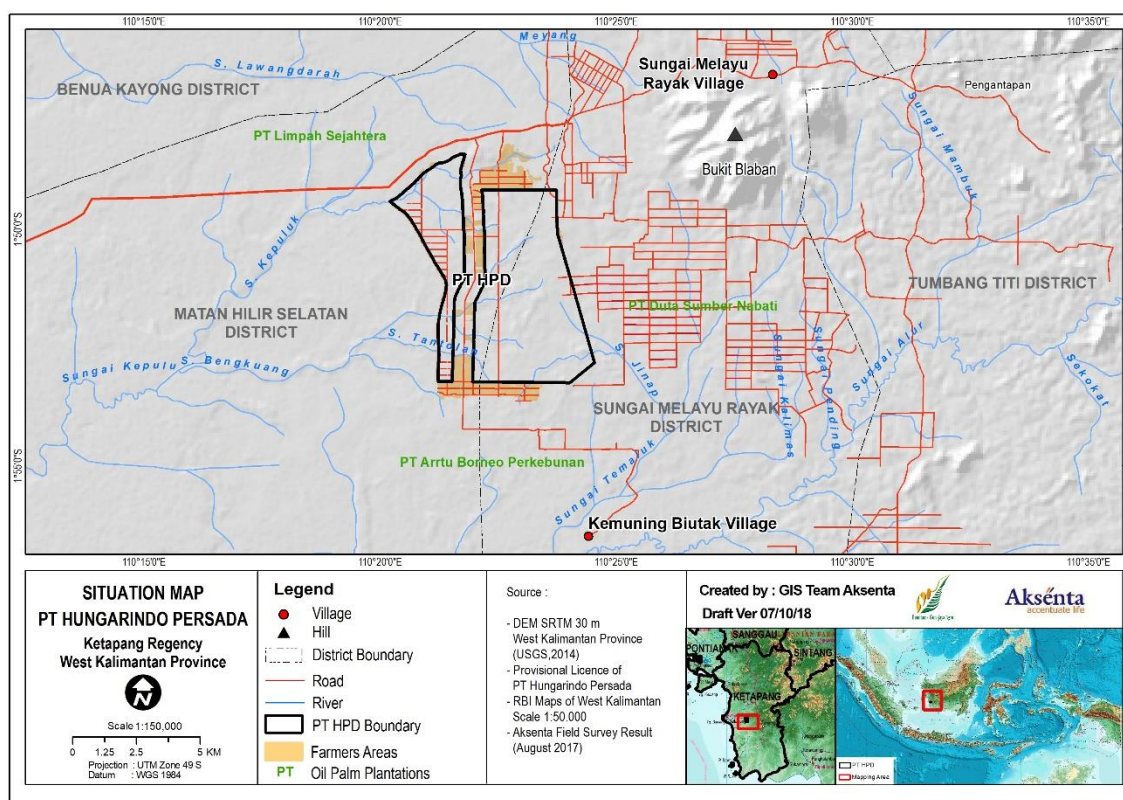 110°15'0"E 110°20'0"E 110°25'0"E 110°30'0"E 110°35'0"E
Meyang
S. Lawangdarah
BENUA KAYONG DISTRICT
Sungai Melayu
Rayak Village
Pengantapan
PT Limpah Sejahtera
Bukit Blaban
Sungai Mambuk
1°50'0"S
1°50'0"S
S. Kepuluk
PT HPD
TUMBANG TITI DISTRICT
PT Duta Sumber Nabati
MATAN HILIR SELATAN
DISTRICT
S. Tantolan
Sungai Kepulu
S. Bengkuang
S. Jinap
Sungai Kalimas
Sungai Pending
Sungai Alur
Sekokat
SUNGAI MELAYU RAYAK
DISTRICT
PT Arrtu Borneo Perkebunan
1°55'0"S
1°55'0"S
Sungai Temajuk
Kemuning Biutak Village
110°15'0"E 110°20'0"E 110°25'0"E 110°30'0"E 110°35'0"E
SITUATION MAP
PT HUNGARINDO PERSADA
Ketapang Regency
West Kalimantan Province
N
Scale 1:150,000
0 1.25 2.5 5 KM
Projection : UTM Zone 49 S
Datum : WGS 1984
Legend
Village
Hill
District Boundary
Road
River
PT HPD Boundary
Farmers Areas
PT Oil Palm Plantations
Source :
- DEM SRTM 30 m
West Kalimantan Province
(USGS,2014)
- Provisional Licence of
PT Hungarindo Persada
- RBI Maps of West Kalimantan
Scale 1:50.000
- Aksenta Field Survey Result
(August 2017)
Created by : GIS Team Aksenta
Draft Ver 07/10/18
Aksenta
accentuate life
SANGGAU
PONTIANAK
SINTANG
KETAPANG
PT HPD
Mapping Area